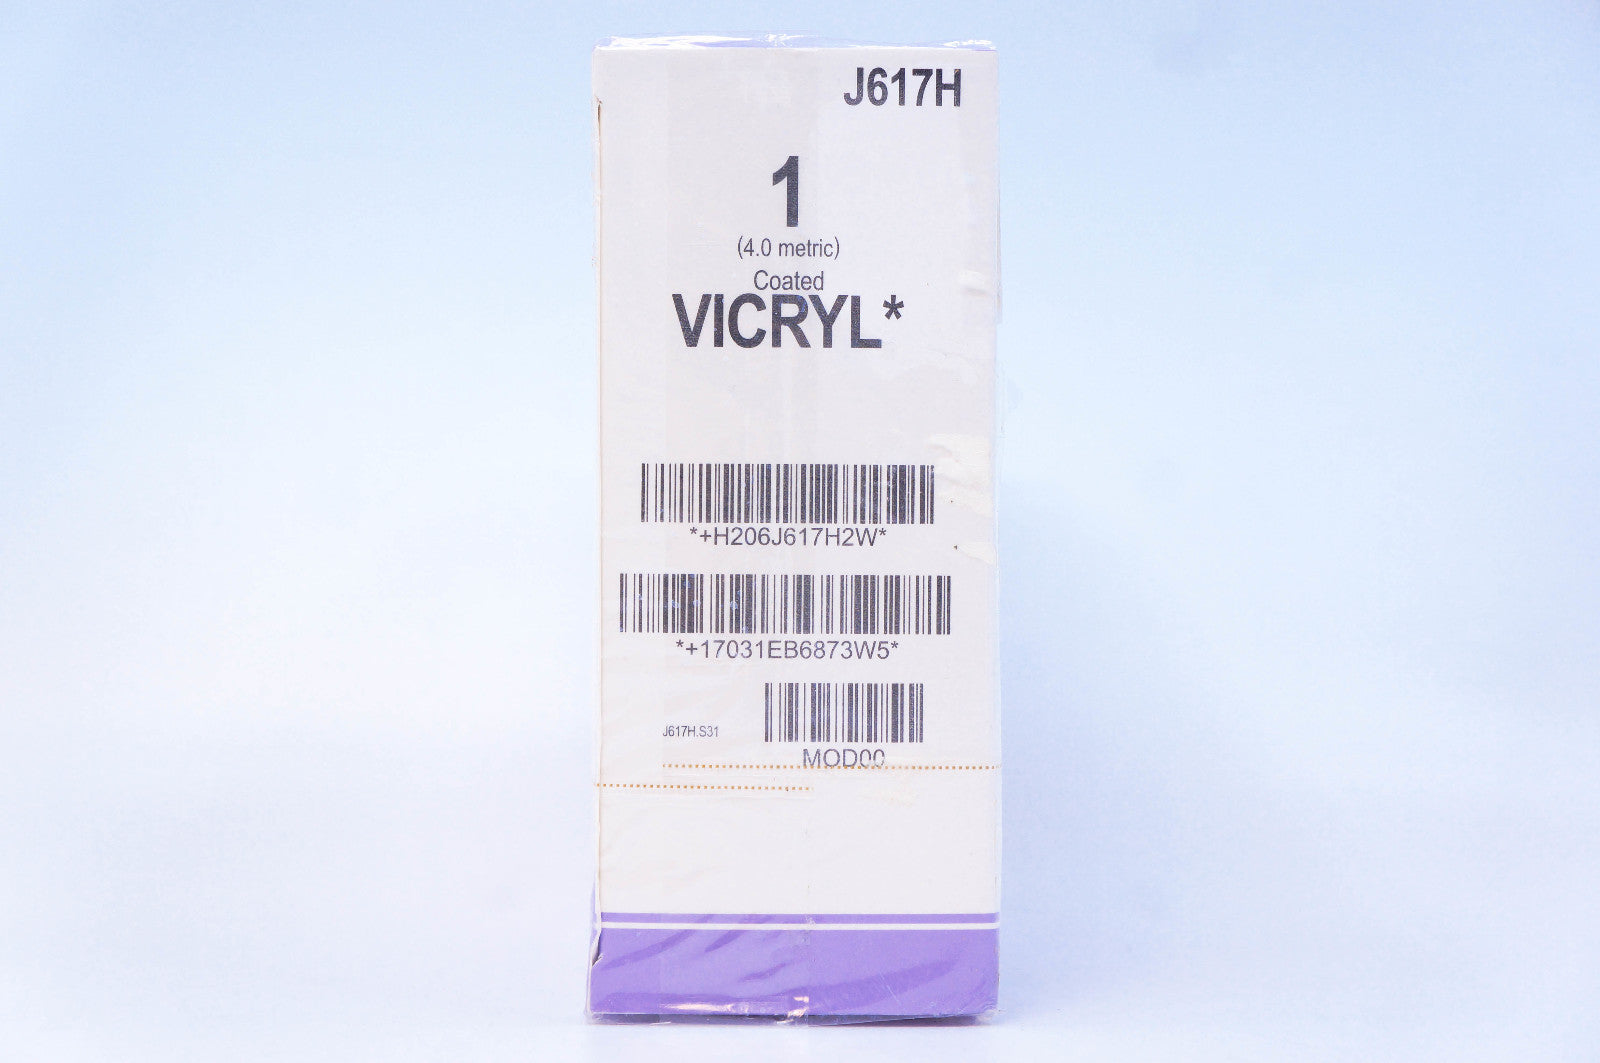 J617H
1
(4.0 metric)
Coated
VICRYL*
*+H206J617H2W*
*+17031EB6873W5*
J617H.S31
MOD00